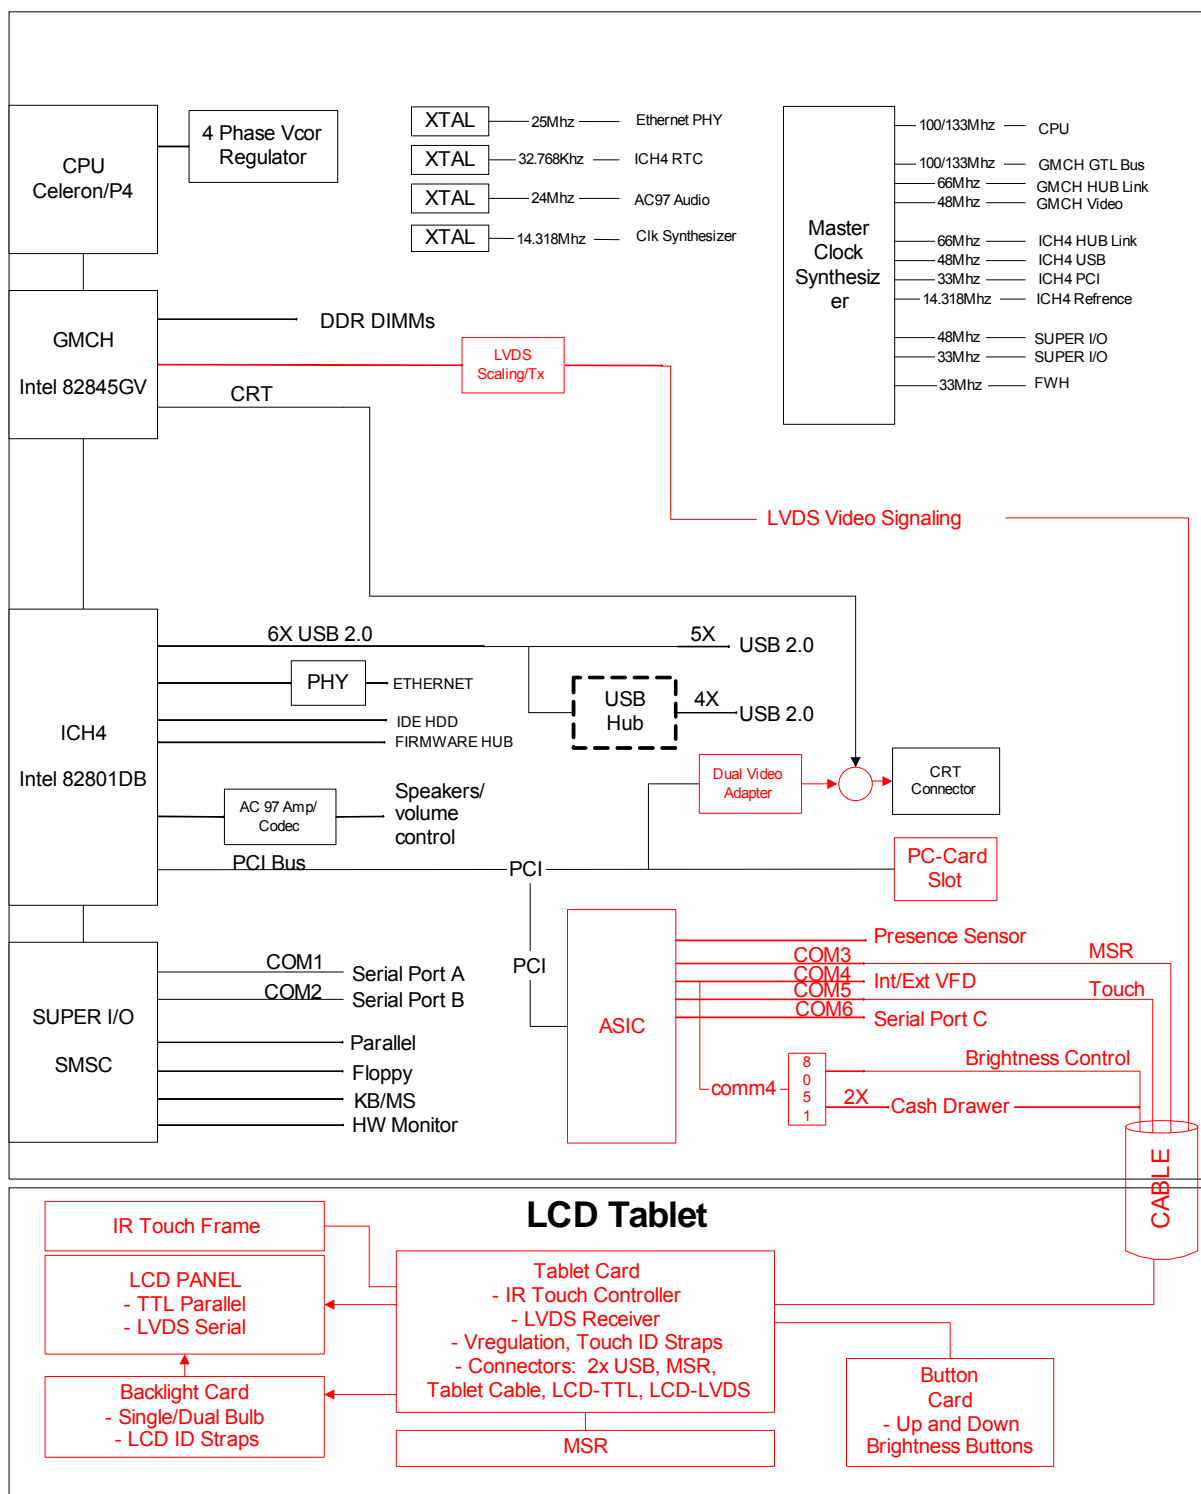 CPU
Celeron/P4
4 Phase Vcor
Regulator
XTAL 25Mhz Ethernet PHY
XTAL 32.768Khz ICH4 RTC
XTAL 24Mhz AC97 Audio
XTAL 14.318Mhz Clk Synthesizer
Master
Clock
Synthesiz
er
100/133Mhz CPU
100/133Mhz GMCH GTL Bus
66Mhz GMCH HUB Link
48Mhz GMCH Video
66Mhz ICH4 HUB Link
48Mhz ICH4 USB
33Mhz ICH4 PCI
14.318Mhz ICH4 Refrence
48Mhz SUPER I/O
33Mhz SUPER I/O
33Mhz FWH
GMCH
Intel 82845GV
DDR DIMMs
LVDS
Scaling/Tx
CRT
LVDS Video Signaling
ICH4
Intel 82801DB
6X USB 2.0
5X USB 2.0
PHY ETHERNET
USB
Hub
4X USB 2.0
IDE HDD
FIRMWARE HUB
Dual Video
Adapter
CRT
Connector
AC 97 Amp/
Codec
Speakers/
volume
control
PCI Bus
PCI
PC-Card
Slot
PCI
SUPER I/O
SMSC
COM1 Serial Port A
COM2 Serial Port B
Parallel
Floppy
KB/MS
HW Monitor
ASIC
Presence Sensor
COM3 MSR
COM4 Int/Ext VFD
COM5 Touch
COM6 Serial Port C
comm4
8
0
5
1
Brightness Control
2X Cash Drawer
CABLE
LCD Tablet
IR Touch Frame
LCD PANEL
- TTL Parallel
- LVDS Serial
Backlight Card
- Single/Dual Bulb
- LCD ID Straps
Tablet Card
- IR Touch Controller
- LVDS Receiver
- Vregulation, Touch ID Straps
- Connectors: 2x USB, MSR,
Tablet Cable, LCD-TTL, LCD-LVDS
MSR
Button
Card
- Up and Down
Brightness Buttons